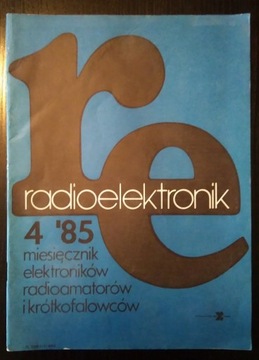 re
radioelektronik
4 '85
miesięcznik
elektroników
radioamatorów
i krótkofalowców